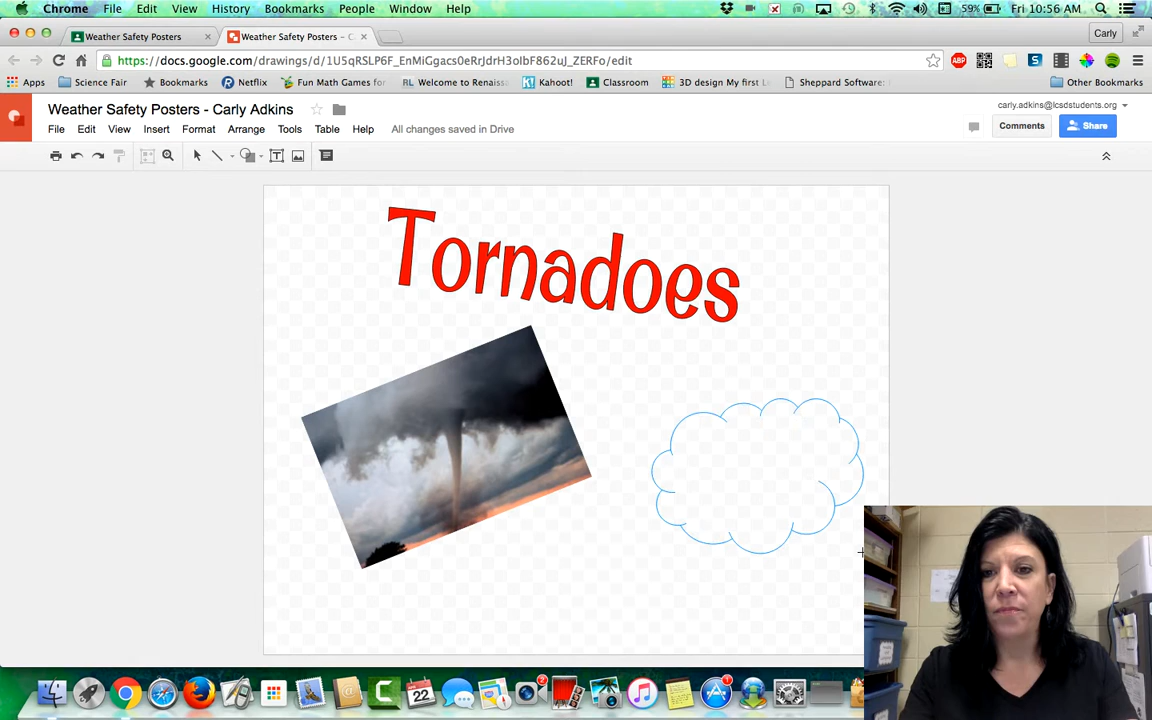 Chrome File Edit View History Bookmarks People Window Help 59% Fri 10:56 AM
Weather Safety Posters × Weather Safety Posters - C × Carly
https://docs.google.com/drawings/d/1U5qRSLP6F_EnMiGgacs0eRrJdrH3oIbF862uJ_ZERFo/edit
Apps Science Fair Bookmarks Netflix Fun Math Games for Welcome to Renaiss Kahoot! Classroom 3D design My first L Sheppard Software: Other Bookmarks
Weather Safety Posters - Carly Adkins carly.adkins@lcsdstudents.org
File Edit View Insert Format Arrange Tools Table Help All changes saved in Drive Comments Share
Tornadoes
22